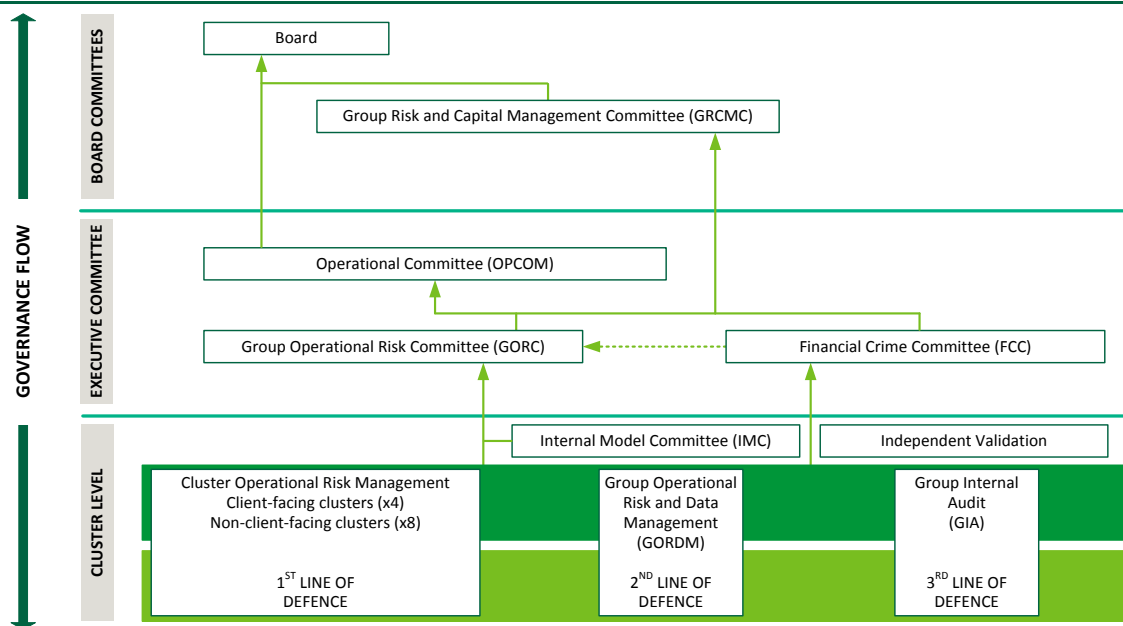 GOVERNANCE FLOW
BOARD COMMITTEES
Board
Group Risk and Capital Management Committee (GRCMC)
EXECUTIVE COMMITTEE
Operational Committee (OPCOM)
Group Operational Risk Committee (GORC)
Financial Crime Committee (FCC)
CLUSTER LEVEL
Internal Model Committee (IMC)
Independent Validation
Cluster Operational Risk Management
Client-facing clusters (x4)
Non-client-facing clusters (x8)
1ST LINE OF
DEFENCE
Group Operational
Risk and Data
Management
(GORDM)
2ND LINE OF
DEFENCE
Group Internal
Audit
(GIA)
3RD LINE OF
DEFENCE